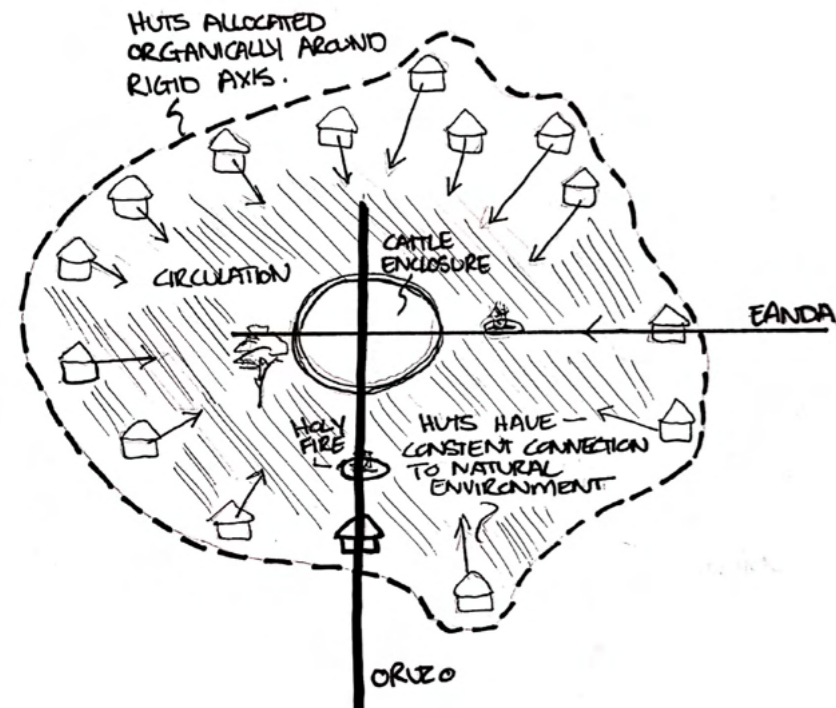 HUTS ALLOCATED
ORGANICALLY AROUND
RIGID AXIS.
CIRCULATION
CATTLE
ENCLOSURE
EANDA
HOLY
FIRE
HUTS HAVE
CONSTENT CONNECTION
TO NATURAL
ENVIRONMENT
ORUZO